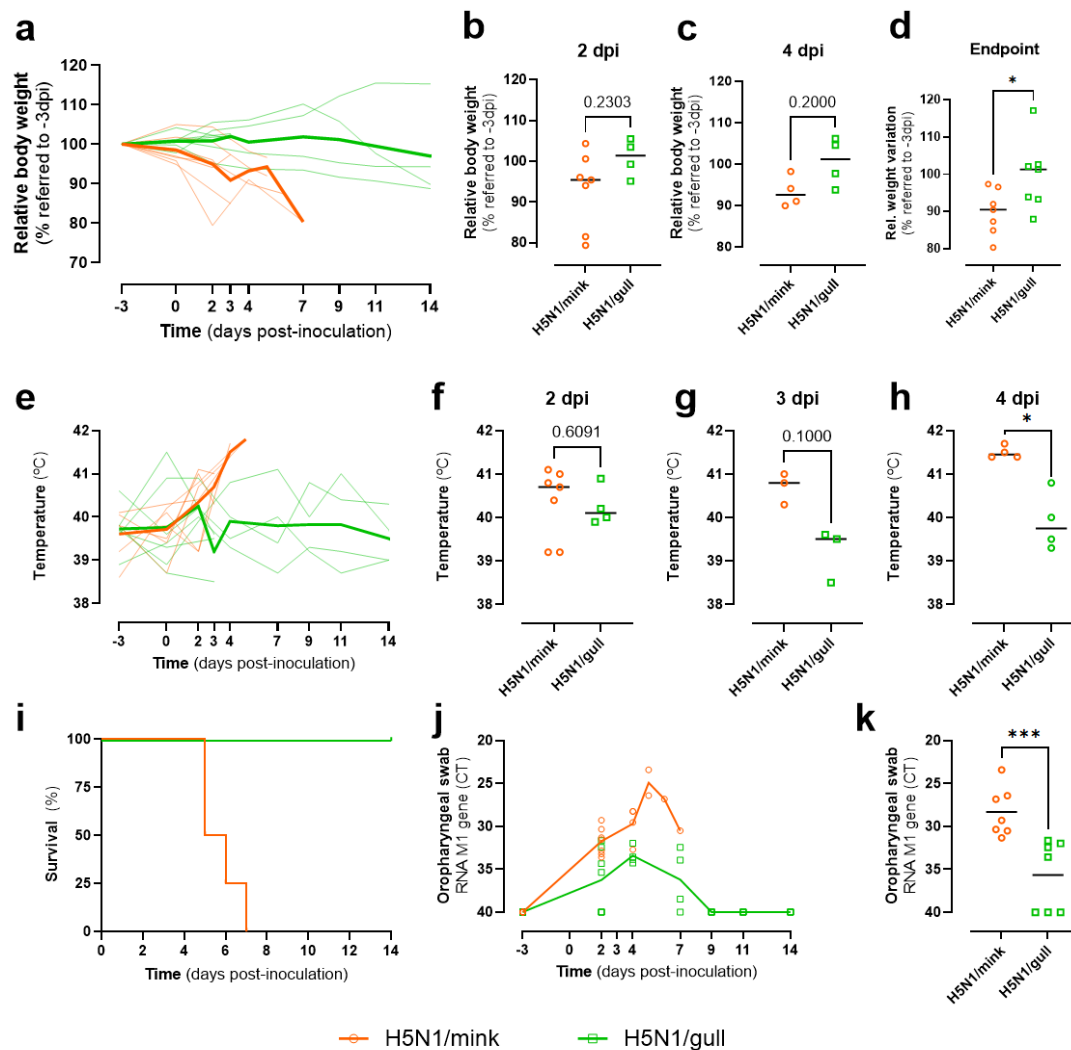 a
Relative body weight
(% referred to -3dpi)
120
110
100
90
80
70
-3
0
2
3
4
7
9
11
14
Time (days post-inoculation)
b
2 dpi
Relative body weight
(% referred to -3dpi)
120
110
100
90
80
0.2303
H5N1/mink
H5N1/gull
c
4 dpi
Relative body weight
(% referred to -3dpi)
120
110
100
90
80
0.2000
H5N1/mink
H5N1/gull
d
Endpoint
Rel. weight variation
(% referred to -3dpi)
120
110
100
90
80
*
H5N1/mink
H5N1/gull
e
Temperature (ºC)
42
41
40
39
38
-3
0
2
3
4
7
9
11
14
Time (days post-inoculation)
f
2 dpi
Temperature (ºC)
42
41
40
39
38
0.6091
H5N1/mink
H5N1/gull
g
3 dpi
Temperature (ºC)
42
41
40
39
38
0.1000
H5N1/mink
H5N1/gull
h
4 dpi
Temperature (ºC)
42
41
40
39
38
*
H5N1/mink
H5N1/gull
i
Survival (%)
100
75
50
25
0
0
2
4
6
8
10
12
14
Time (days post-inoculation)
j
Oropharyngeal swab
RNA M1 gene (CT)
20
25
30
35
40
-3
0
2
3
4
7
9
11
14
Time (days post-inoculation)
k
Oropharyngeal swab
RNA M1 gene (CT)
20
25
30
35
40
***
H5N1/mink
H5N1/gull
H5N1/mink
H5N1/gull